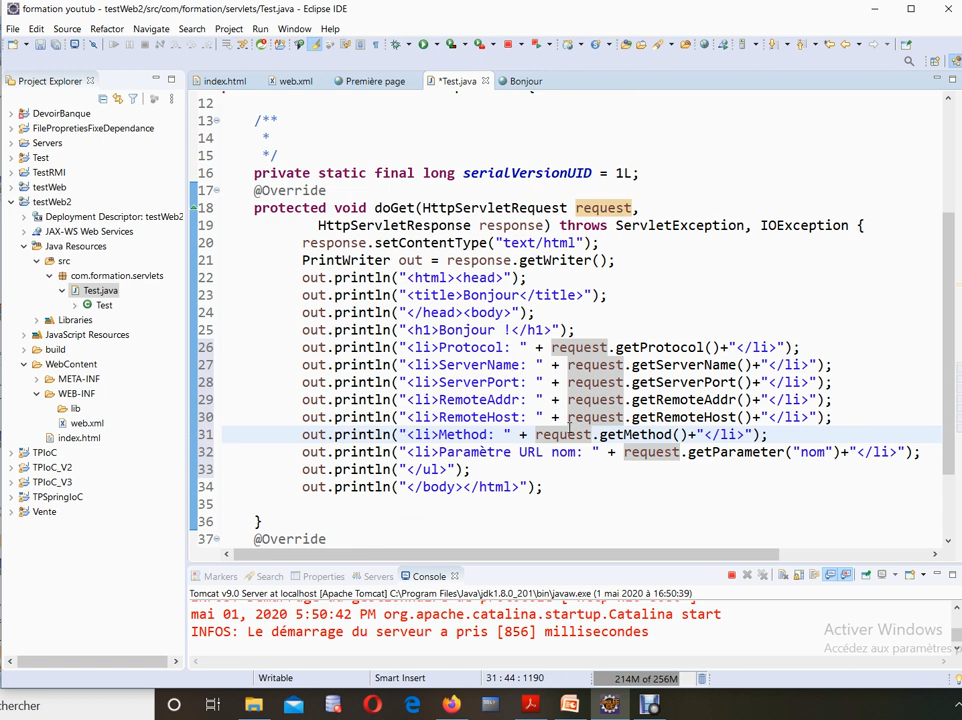 formation youtub - testWeb2/src/com/formation/servlets/Test.java - Eclipse IDE
File Edit Source Refactor Navigate Search Project Run Window Help
Project Explorer
index.html web.xml Première page *Test.java Bonjour
DevoirBanque
FilePropretiesFixeDependance
Servers
Test
TestRMI
testWeb
testWeb2
Deployment Descriptor: testWeb2
JAX-WS Web Services
Java Resources
src
com.formation.servlets
Test.java
Test
Libraries
JavaScript Resources
build
WebContent
META-INF
WEB-INF
lib
web.xml
index.html
TPIoC
TPIoC_V2
TPIoC_V3
TPSpringIoC
Vente
12
13 /**
14 *
15 */
16 private static final long serialVersionUID = 1L;
17 @Override
18 protected void doGet(HttpServletRequest request,
19 HttpServletResponse response) throws ServletException, IOException {
20 response.setContentType("text/html");
21 PrintWriter out = response.getWriter();
22 out.println("<html><head>");
23 out.println("<title>Bonjour</title>");
24 out.println("</head><body>");
25 out.println("<h1>Bonjour !</h1>");
26 out.println("<li>Protocol: " + request.getProtocol()+"</li>");
27 out.println("<li>ServerName: " + request.getServerName()+"</li>");
28 out.println("<li>ServerPort: " + request.getServerPort()+"</li>");
29 out.println("<li>RemoteAddr: " + request.getRemoteAddr()+"</li>");
30 out.println("<li>RemoteHost: " + request.getRemoteHost()+"</li>");
31 out.println("<li>Method: " + request.getMethod()+"</li>");
32 out.println("<li>Paramètre URL nom: " + request.getParameter("nom")+"</li>");
33 out.println("</ul>");
34 out.println("</body></html>");
35
36 }
37 @Override
Markers Search Properties Servers Console
Tomcat v9.0 Server at localhost [Apache Tomcat] C:\Program Files\Java\jdk1.8.0_201\bin\javaw.exe (1 mai 2020 à 16:50:39)
mai 01, 2020 5:50:42 PM org.apache.catalina.startup.Catalina start
INFOS: Le démarrage du serveur a pris [856] millisecondes
Activer Windows
Accédez aux paramètres
Writable Smart Insert 31 : 44 : 1190 214M of 256M
chercher